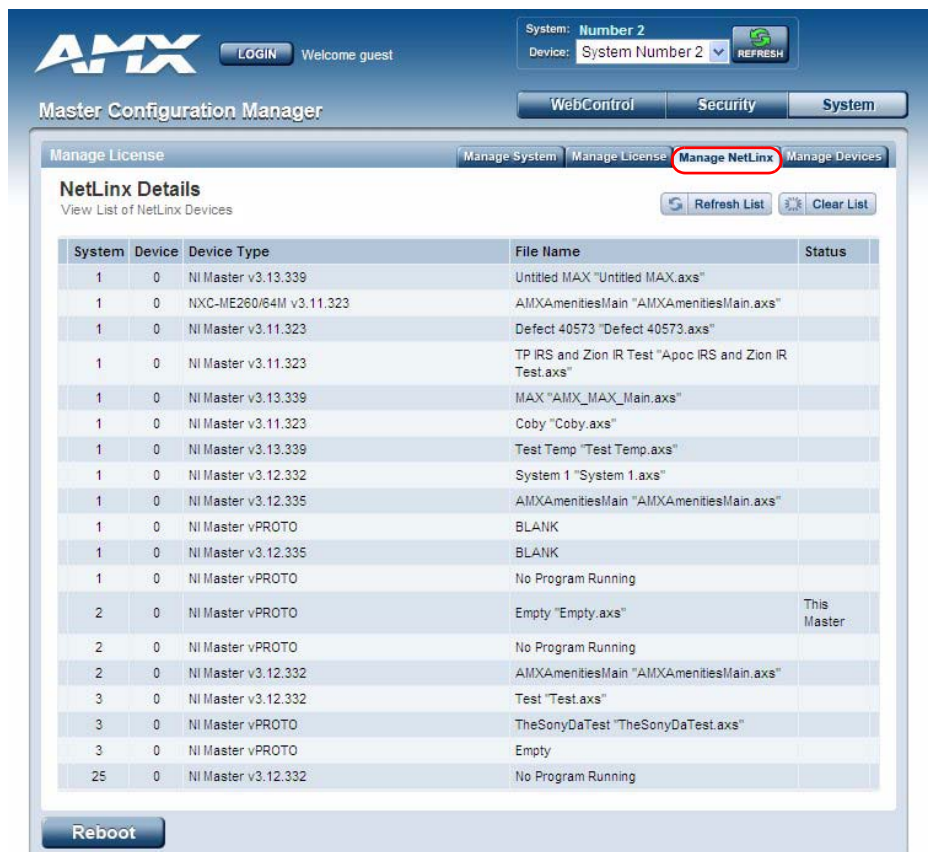 AMX
LOGIN Welcome guest
System: Number 2
Device: System Number 2
REFRESH
Master Configuration Manager
WebControl Security System
Manage License
Manage System Manage License Manage NetLinx Manage Devices
NetLinx Details
View List of NetLinx Devices
Refresh List Clear List
System Device Device Type File Name Status
1 0 NI Master v3.13.339 Untitled MAX "Untitled MAX.axs"
1 0 NXC-ME260/64M v3.11.323 AMXAmenitiesMain "AMXAmenitiesMain.axs"
1 0 NI Master v3.11.323 Defect 40573 "Defect 40573.axs"
1 0 NI Master v3.11.323 TP IRS and Zion IR Test "Apoc IRS and Zion IR
Test.axs"
1 0 NI Master v3.13.339 MAX "AMX_MAX_Main.axs"
1 0 NI Master v3.11.323 Coby "Coby.axs"
1 0 NI Master v3.13.339 Test Temp "Test Temp.axs"
1 0 NI Master v3.12.332 System 1 "System 1.axs"
1 0 NI Master v3.12.335 AMXAmenitiesMain "AMXAmenitiesMain.axs"
1 0 NI Master vPROTO BLANK
1 0 NI Master v3.12.335 BLANK
1 0 NI Master vPROTO No Program Running
2 0 NI Master vPROTO Empty "Empty.axs" This
Master
2 0 NI Master vPROTO No Program Running
2 0 NI Master v3.12.332 AMXAmenitiesMain "AMXAmenitiesMain.axs"
3 0 NI Master v3.12.332 Test "Test.axs"
3 0 NI Master vPROTO TheSonyDaTest "TheSonyDaTest.axs"
3 0 NI Master vPROTO Empty
25 0 NI Master v3.12.332 No Program Running
Reboot